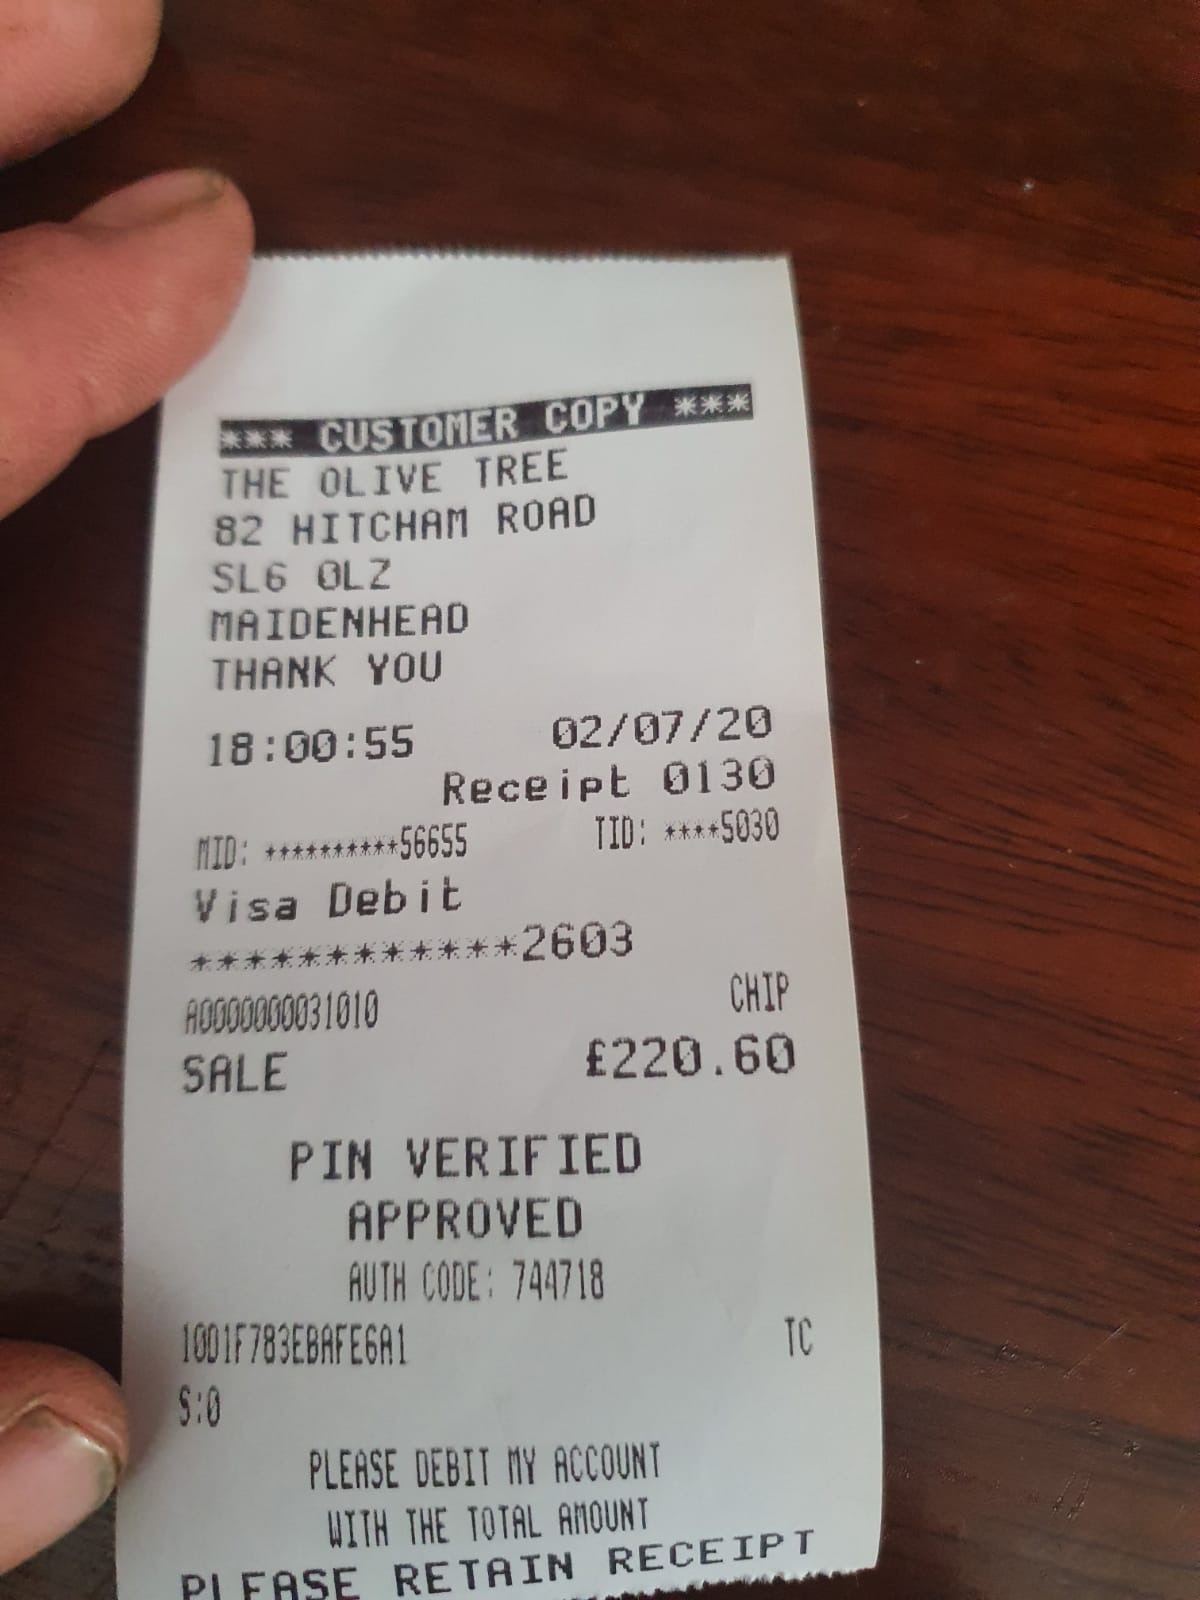 *** CUSTOMER COPY ***
THE OLIVE TREE
82 HITCHAM ROAD
SL6 0LZ
MAIDENHEAD
THANK YOU
18:00:55 02/07/20
Receipt 0130
MID: **********56655 TID: ****5030
Visa Debit
************2603
A0000000031010 CHIP
SALE £220.60
PIN VERIFIED
APPROVED
AUTH CODE: 744718
10D1F783EBAFE6A1 TC
S:0
PLEASE DEBIT MY ACCOUNT
WITH THE TOTAL AMOUNT
PLEASE RETAIN RECEIPT